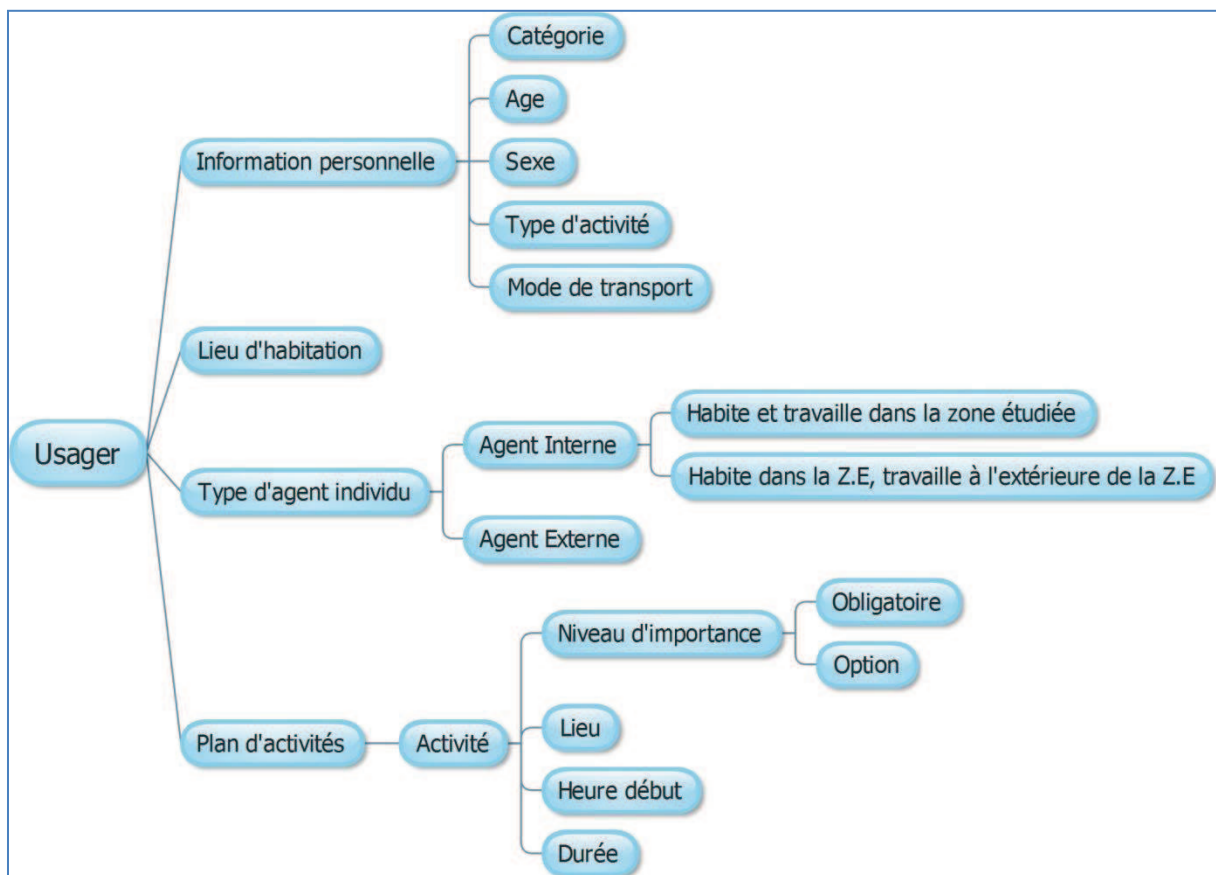 Usager
Information personnelle
Catégorie
Age
Sexe
Type d'activité
Mode de transport
Lieu d'habitation
Type d'agent individu
Agent Interne
Habite et travaille dans la zone étudiée
Habite dans la Z.E, travaille à l'extérieure de la Z.E
Agent Externe
Plan d'activités
Activité
Niveau d'importance
Obligatoire
Option
Lieu
Heure début
Durée